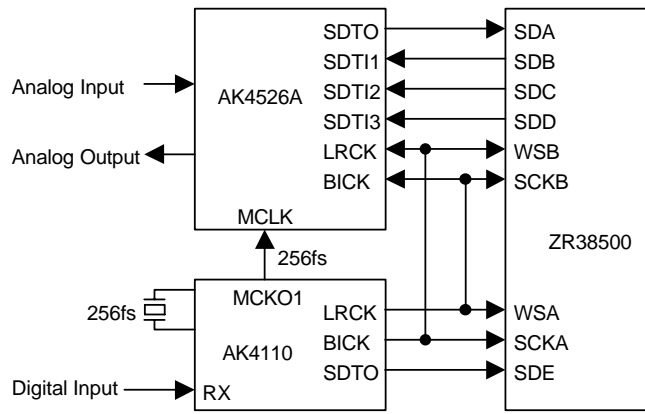 SDTO SDA
SDTI1 SDB
Analog Input AK4526A SDTI2 SDC
SDTI3 SDD
Analog Output LRCK WSB
BICK SCKB
MCLK
ZR38500
256fs
MCKO1
256fs LRCK WSA
BICK SCKA
AK4110
SDTO SDE
Digital Input RX